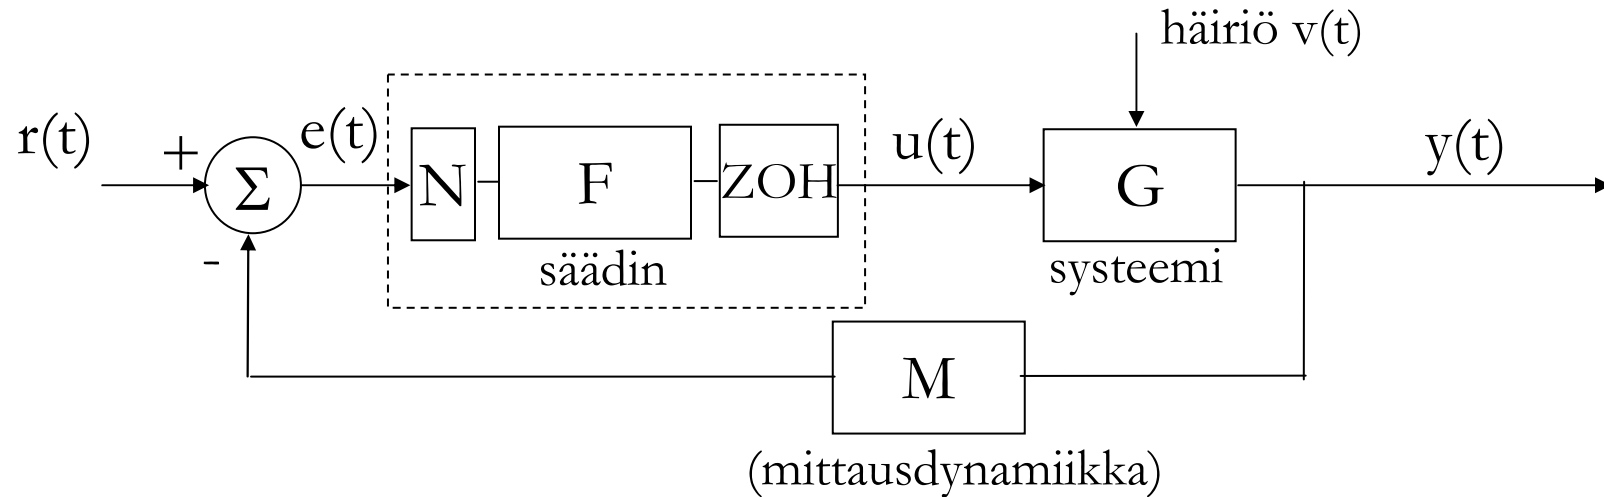 häiriö v(t)
r(t)
+
Σ
e(t)
N
F
ZOH
u(t)
G
y(t)
-
säädin
systeemi
M
(mittausdynamiikka)